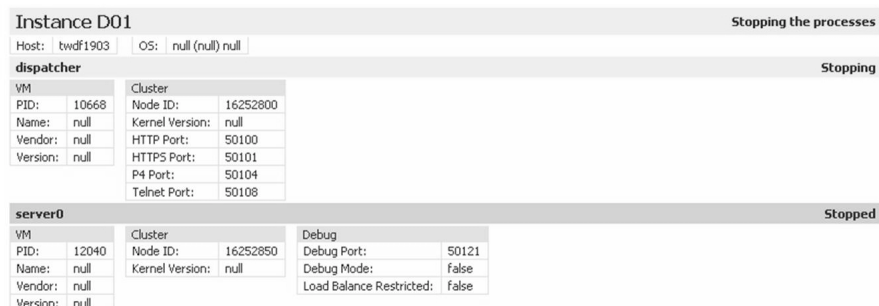 Instance D01 Stopping the processes
Host: twdf1903 OS: null (null) null
dispatcher Stopping
VM Cluster
PID: 10668 Node ID: 16252800
Name: null Kernel Version: null
Vendor: null HTTP Port: 50100
Version: null HTTPS Port: 50101
P4 Port: 50104
Telnet Port: 50108
server0 Stopped
VM Cluster Debug
PID: 12040 Node ID: 16252850 Debug Port: 50121
Name: null Kernel Version: null Debug Mode: false
Vendor: null Load Balance Restricted: false
Version: null